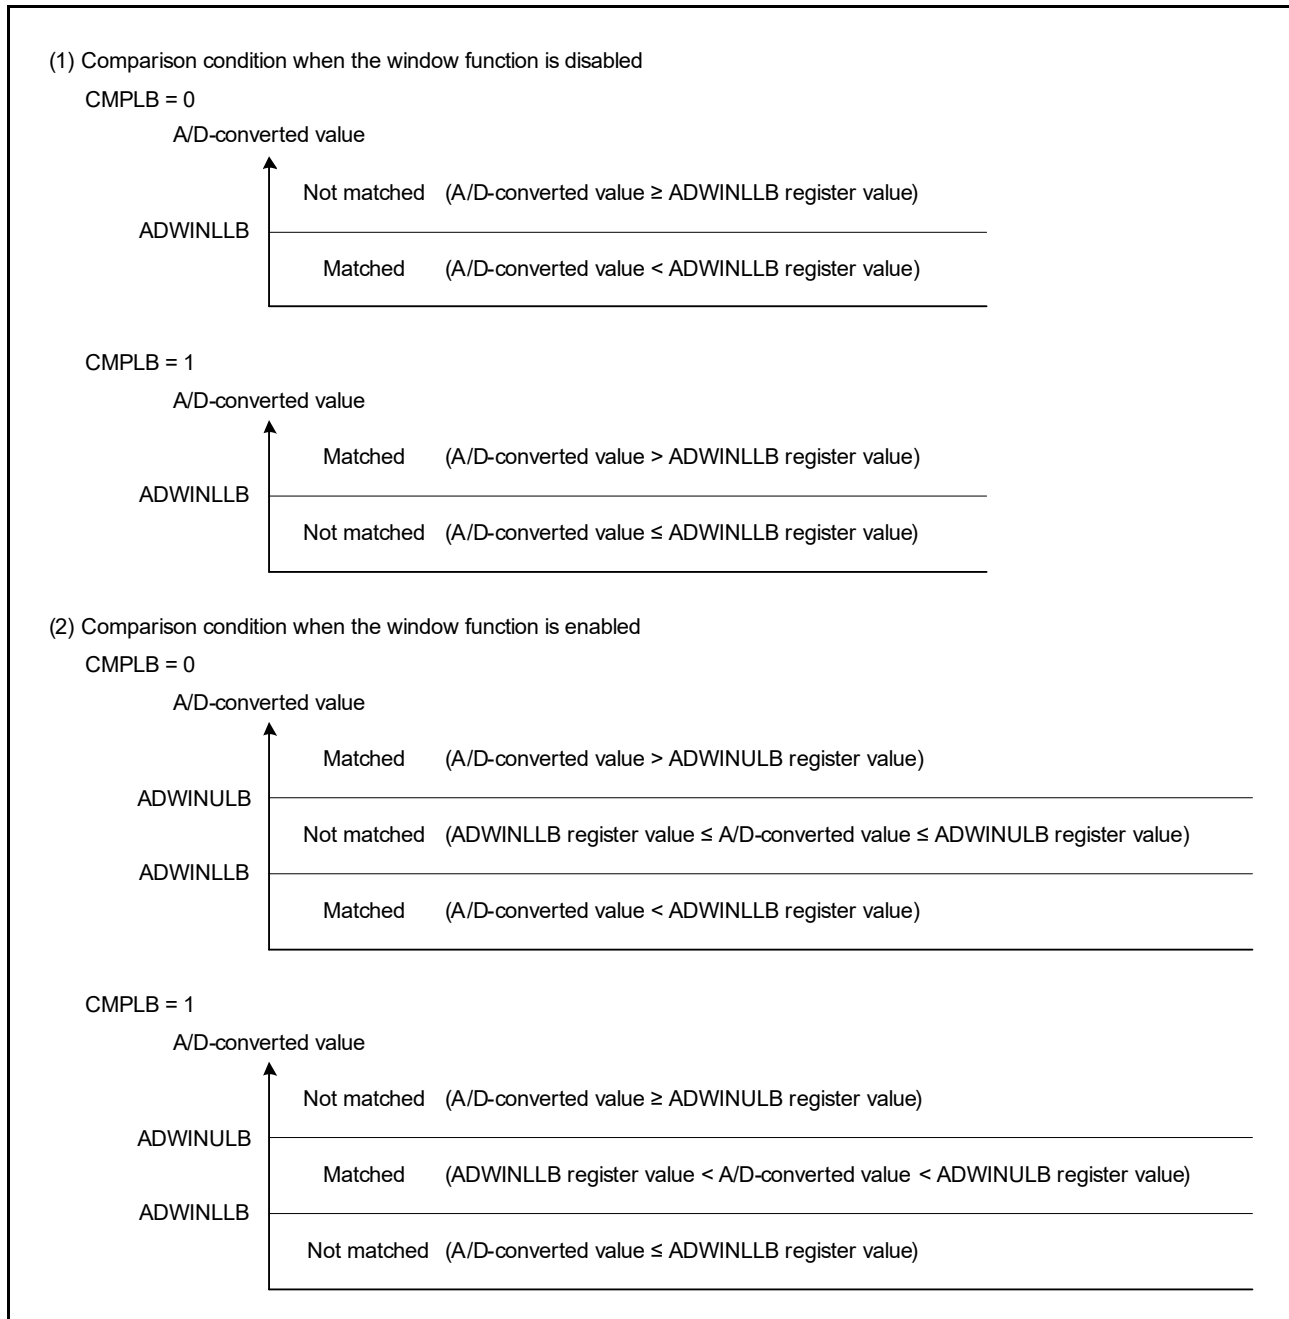 (1) Comparison condition when the window function is disabled
CMPLB = 0
A/D-converted value
Not matched (A/D-converted value ≥ ADWINLLB register value)
ADWINLLB
Matched (A/D-converted value < ADWINLLB register value)
CMPLB = 1
A/D-converted value
Matched (A/D-converted value > ADWINLLB register value)
ADWINLLB
Not matched (A/D-converted value ≤ ADWINLLB register value)
(2) Comparison condition when the window function is enabled
CMPLB = 0
A/D-converted value
Matched (A/D-converted value > ADWINULB register value)
ADWINULB
Not matched (ADWINLLB register value ≤ A/D-converted value ≤ ADWINULB register value)
ADWINLLB
Matched (A/D-converted value < ADWINLLB register value)
CMPLB = 1
A/D-converted value
Not matched (A/D-converted value ≥ ADWINULB register value)
ADWINULB
Matched (ADWINLLB register value < A/D-converted value < ADWINULB register value)
ADWINLLB
Not matched (A/D-converted value ≤ ADWINLLB register value)